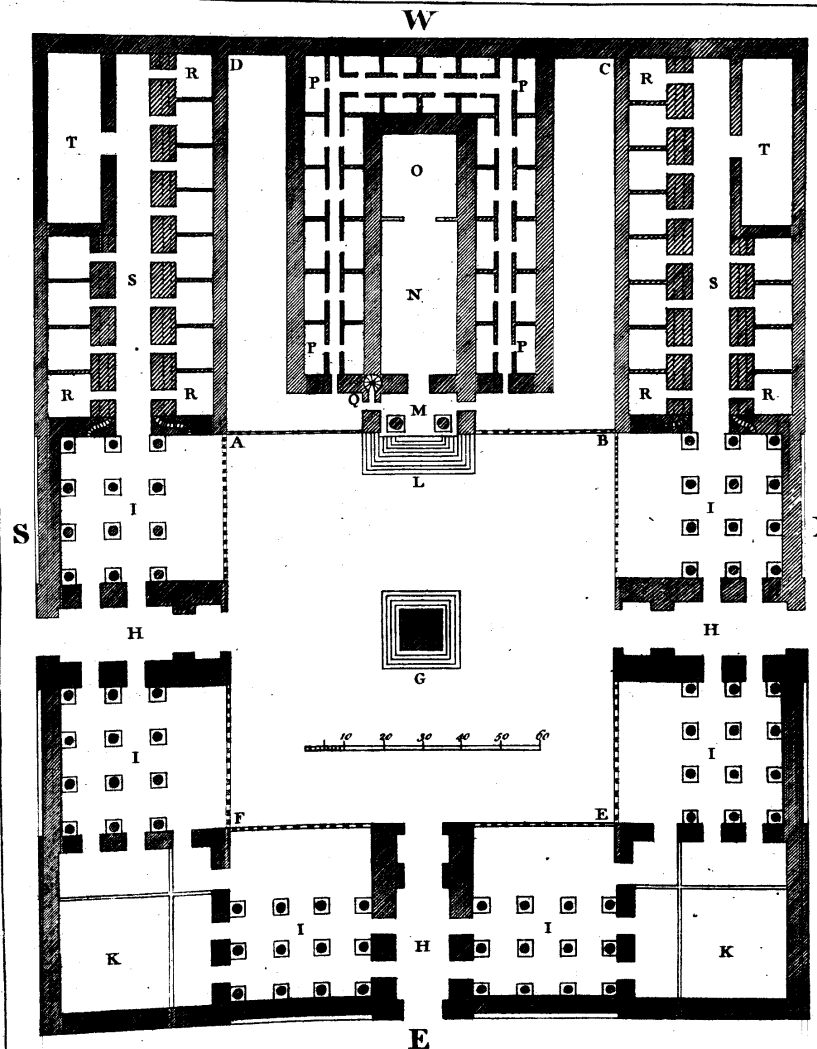 W
R D P P C R
T O T
S N S
R R P P R R
Q M
A B
L
I I
S
H H
G
10 20 30 40 50 60
I I
F E
I I
K H K
E